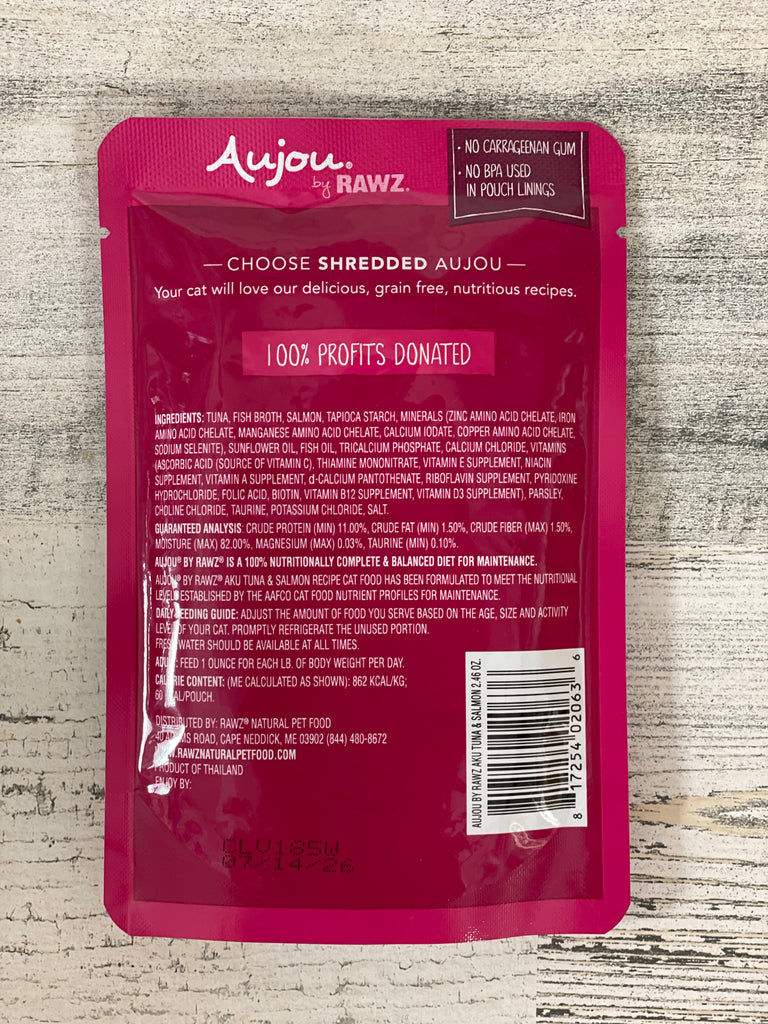 Aujou®
by RAWZ®
• NO CARRAGEENAN GUM
• NO BPA USED
IN POUCH LININGS
— CHOOSE SHREDDED AUJOU —
Your cat will love our delicious, grain free, nutritious recipes.
100% PROFITS DONATED
INGREDIENTS: TUNA, FISH BROTH, SALMON, TAPIOCA STARCH, MINERALS (ZINC AMINO ACID CHELATE, IRON
AMINO ACID CHELATE, MANGANESE AMINO ACID CHELATE, CALCIUM IODATE, COPPER AMINO ACID CHELATE,
SODIUM SELENITE), SUNFLOWER OIL, FISH OIL, TRICALCIUM PHOSPHATE, CALCIUM CHLORIDE, VITAMINS
(ASCORBIC ACID (SOURCE OF VITAMIN C), THIAMINE MONONITRATE, VITAMIN E SUPPLEMENT, NIACIN
SUPPLEMENT, VITAMIN A SUPPLEMENT, d-CALCIUM PANTOTHENATE, RIBOFLAVIN SUPPLEMENT, PYRIDOXINE
HYDROCHLORIDE, FOLIC ACID, BIOTIN, VITAMIN B12 SUPPLEMENT, VITAMIN D3 SUPPLEMENT), PARSLEY,
CHOLINE CHLORIDE, TAURINE, POTASSIUM CHLORIDE, SALT.
GUARANTEED ANALYSIS: CRUDE PROTEIN (MIN) 11.00%, CRUDE FAT (MIN) 1.50%, CRUDE FIBER (MAX) 1.50%,
MOISTURE (MAX) 82.00%, MAGNESIUM (MAX) 0.03%, TAURINE (MIN) 0.10%.
AUJOU® BY RAWZ® IS A 100% NUTRITIONALLY COMPLETE & BALANCED DIET FOR MAINTENANCE.
AUJOU® BY RAWZ® AKU TUNA & SALMON RECIPE CAT FOOD HAS BEEN FORMULATED TO MEET THE NUTRITIONAL
LEVELS ESTABLISHED BY THE AAFCO CAT FOOD NUTRIENT PROFILES FOR MAINTENANCE.
DAILY FEEDING GUIDE: ADJUST THE AMOUNT OF FOOD YOU SERVE BASED ON THE AGE, SIZE AND ACTIVITY
LEVEL OF YOUR CAT. PROMPTLY REFRIGERATE THE UNUSED PORTION.
FRESH WATER SHOULD BE AVAILABLE AT ALL TIMES.
ADULT: FEED 1 OUNCE FOR EACH LB. OF BODY WEIGHT PER DAY.
CALORIE CONTENT: (ME CALCULATED AS SHOWN): 862 KCAL/KG;
60 KCAL/POUCH.
DISTRIBUTED BY: RAWZ® NATURAL PET FOOD
ROAD, CAPE NEDDICK, ME 03902 (844) 480-8672
WWW.RAWZNATURALPETFOOD.COM
PRODUCT OF THAILAND
ENJOY BY:
CLV185W
07/14/26
AUJOU BY RAWZ AKU TUNA & SALMON 2.46 OZ.
8 17254 02063 6